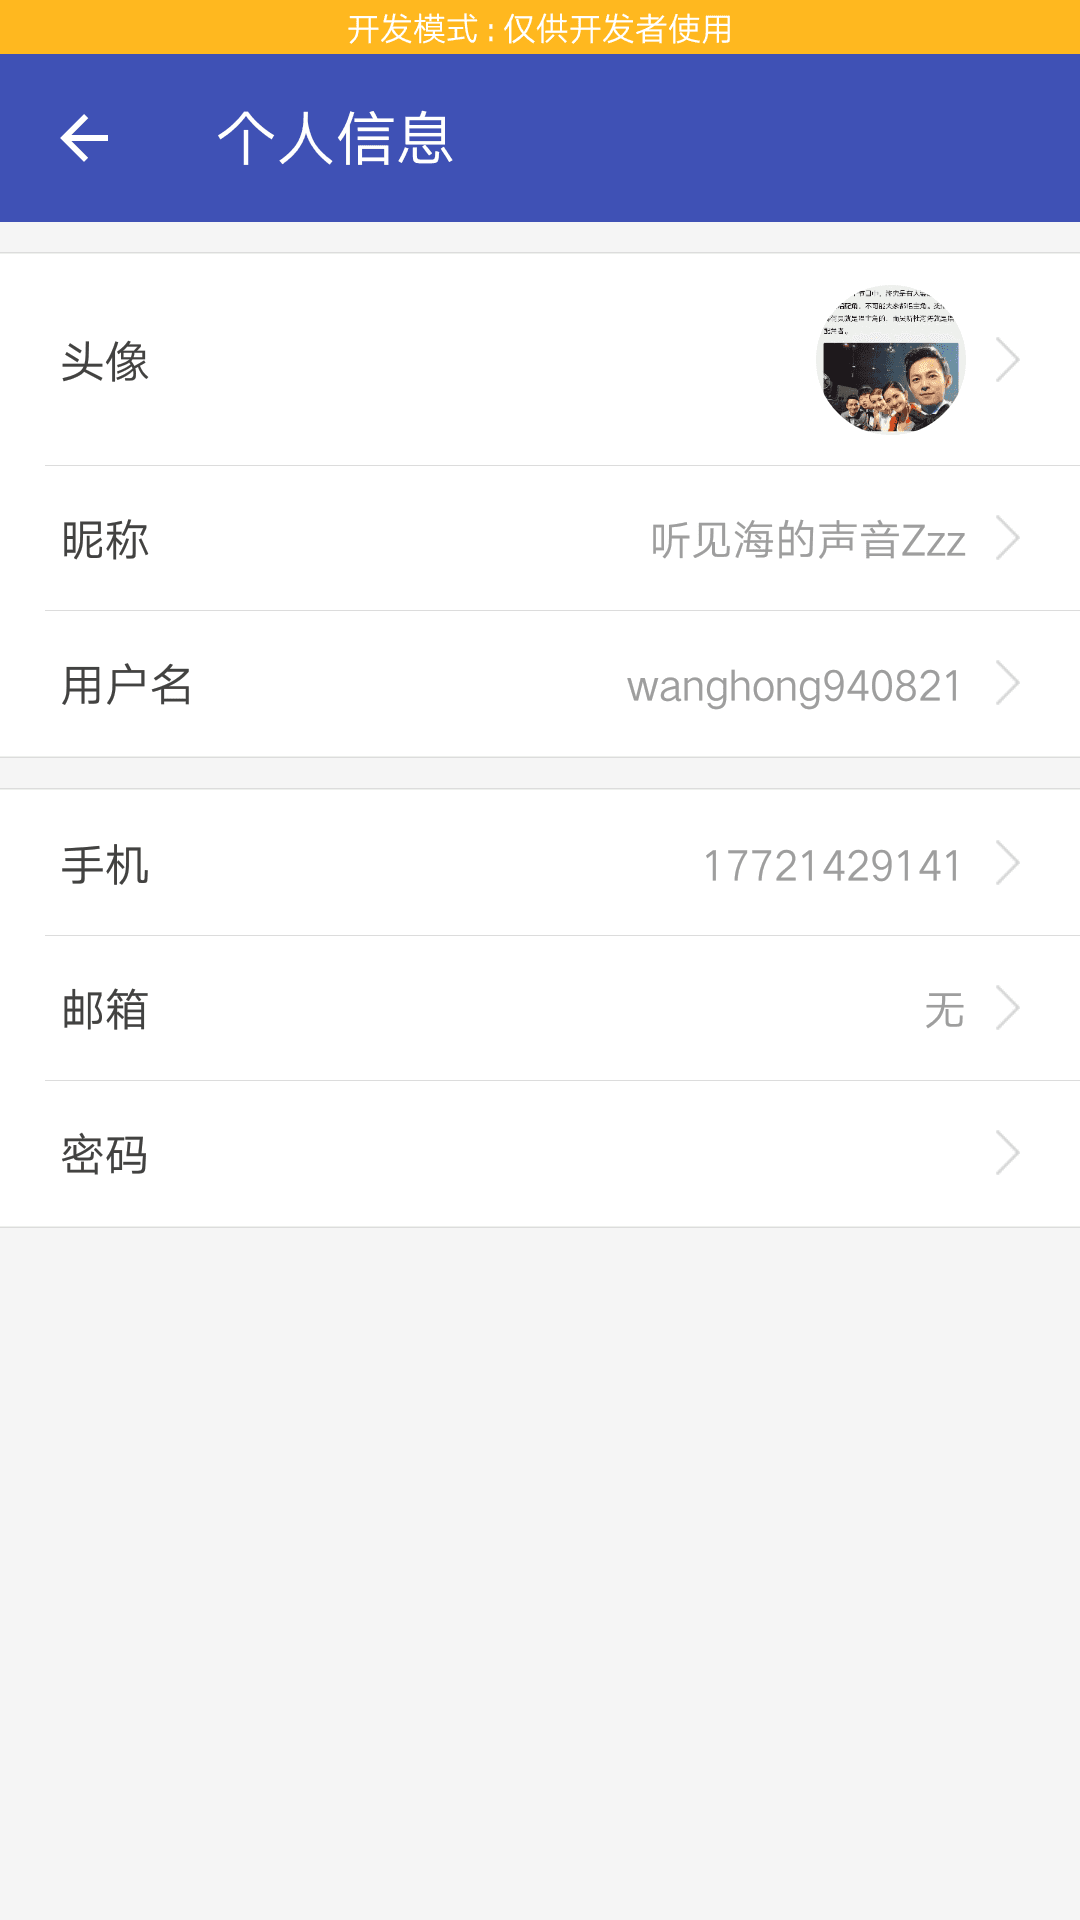 开发模式 : 仅供开发者使用
个人信息
头像
昵称 听见海的声音Zzz
用户名 wanghong940821
手机 17721429141
邮箱 无
密码